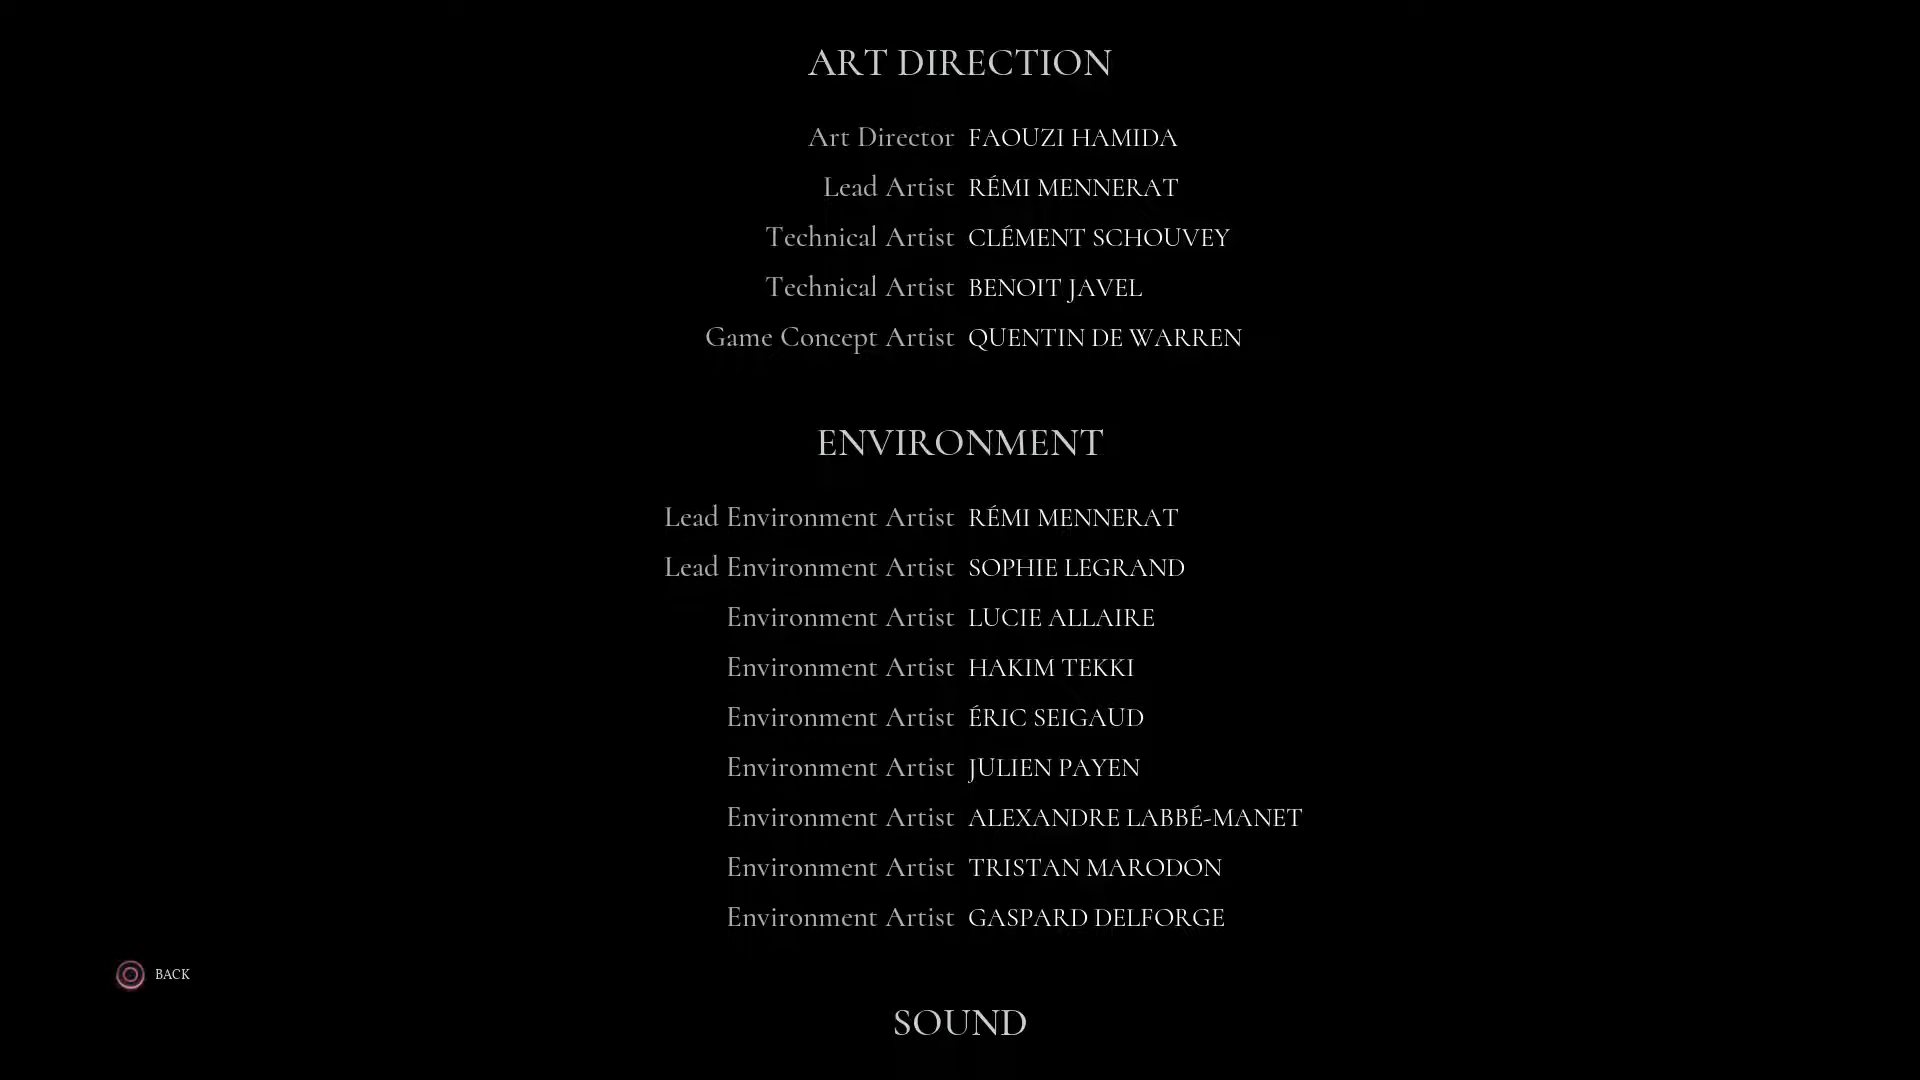 ART DIRECTION
Art Director FAOUZI HAMIDA
Lead Artist RÉMI MENNERAT
Technical Artist CLÉMENT SCHOUVEY
Technical Artist BENOIT JAVEL
Game Concept Artist QUENTIN DE WARREN
ENVIRONMENT
Lead Environment Artist RÉMI MENNERAT
Lead Environment Artist SOPHIE LEGRAND
Environment Artist LUCIE ALLAIRE
Environment Artist HAKIM TEKKI
Environment Artist ÉRIC SEIGAUD
Environment Artist JULIEN PAYEN
Environment Artist ALEXANDRE LABBÉ-MANET
Environment Artist TRISTAN MARODON
Environment Artist GASPARD DELFORGE
BACK
SOUND